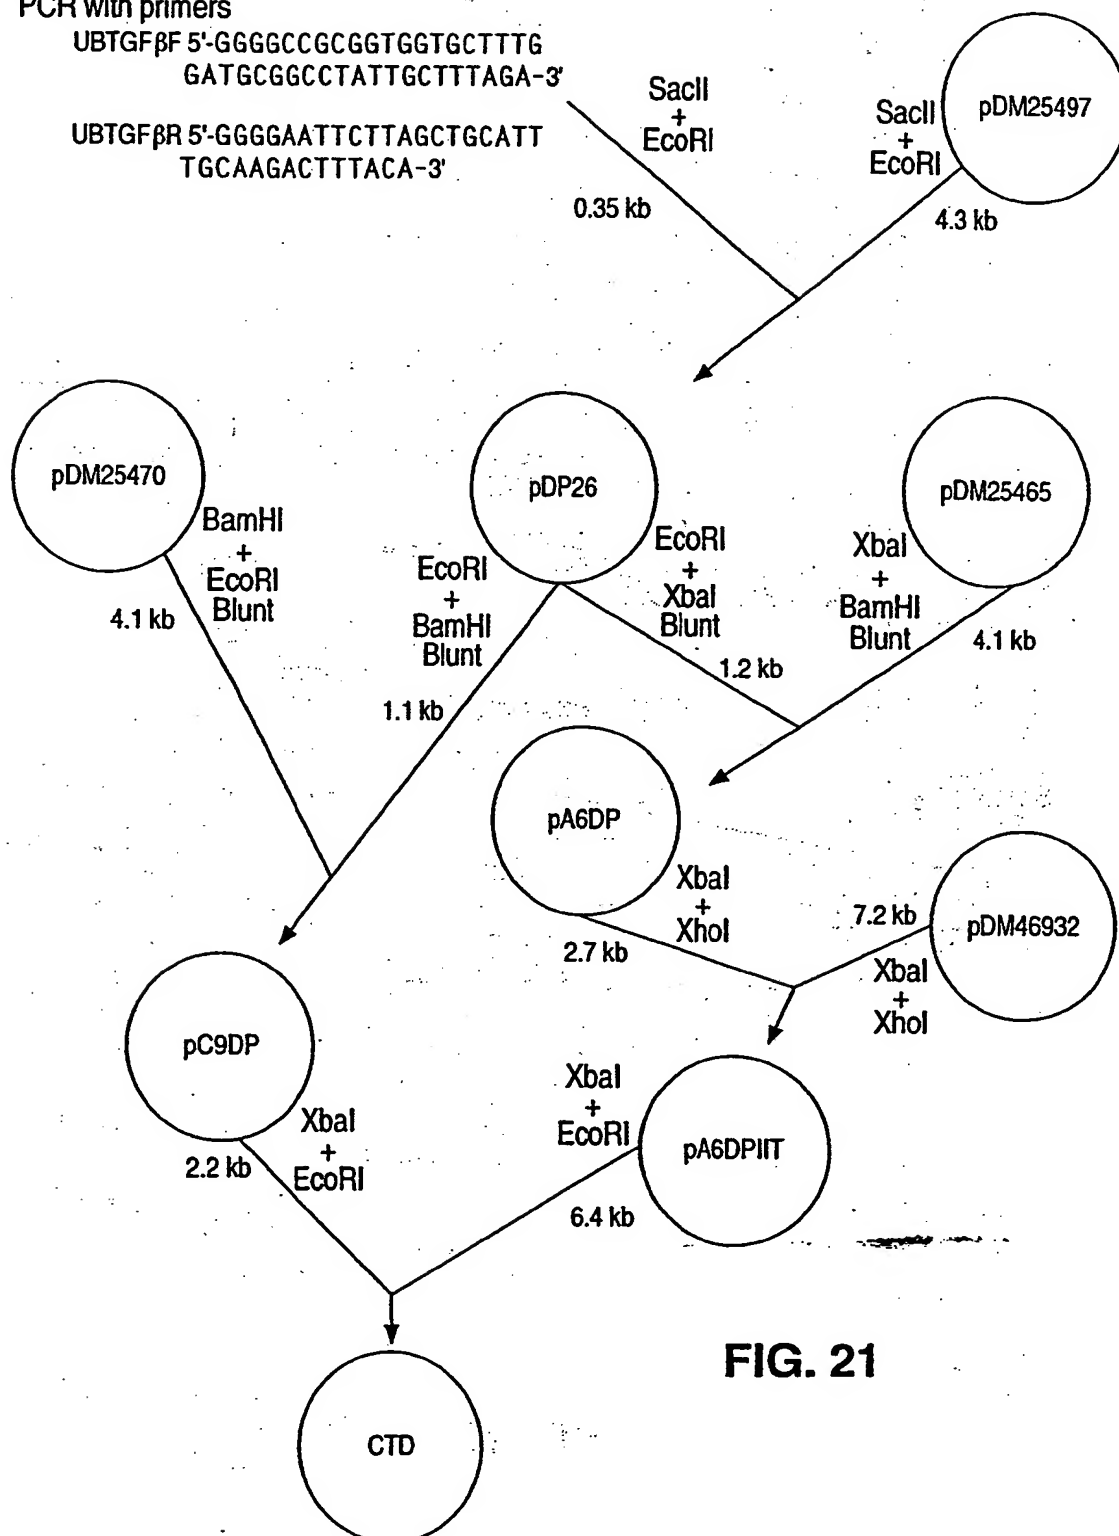 PCR with primers
UBTGFβF 5'-GGGGCCGCGGTGGTGCTTTG
GATGCGGCCTATTGCTTTAGA-3'
UBTGFβR 5'-GGGGAATTCTTAGCTGCATT
TGCAAGACTTTACA-3'
SacII
+
EcoRI
0.35 kb
SacII
+
EcoRI
pDM25497
4.3 kb
pDM25470
BamHI
+
EcoRI
Blunt
4.1 kb
pDP26
EcoRI
+
BamHI
Blunt
1.1 kb
EcoRI
+
XbaI
Blunt
1.2 kb
pDM25465
XbaI
+
BamHI
Blunt
4.1 kb
pA6DP
XbaI
+
XhoI
2.7 kb
7.2 kb
pDM46932
XbaI
+
XhoI
pC9DP
XbaI
+
EcoRI
2.2 kb
XbaI
+
EcoRI
pA6DPIIT
6.4 kb
CTD
FIG. 21